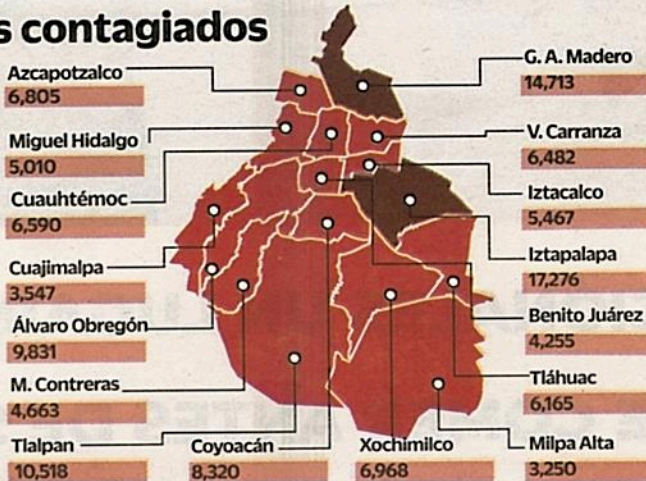 s contagiados
Azcapotzalco
6,805
Miguel Hidalgo
5,010
Cuauhtémoc
6,590
Cuajimalpa
3,547
Álvaro Obregón
9,831
M. Contreras
4,663
Tlalpan
10,518
Coyoacán
8,320
Xochimilco
6,968
G. A. Madero
14,713
V. Carranza
6,482
Iztacalco
5,467
Iztapalapa
17,276
Benito Juárez
4,255
Tláhuac
6,165
Milpa Alta
3,250